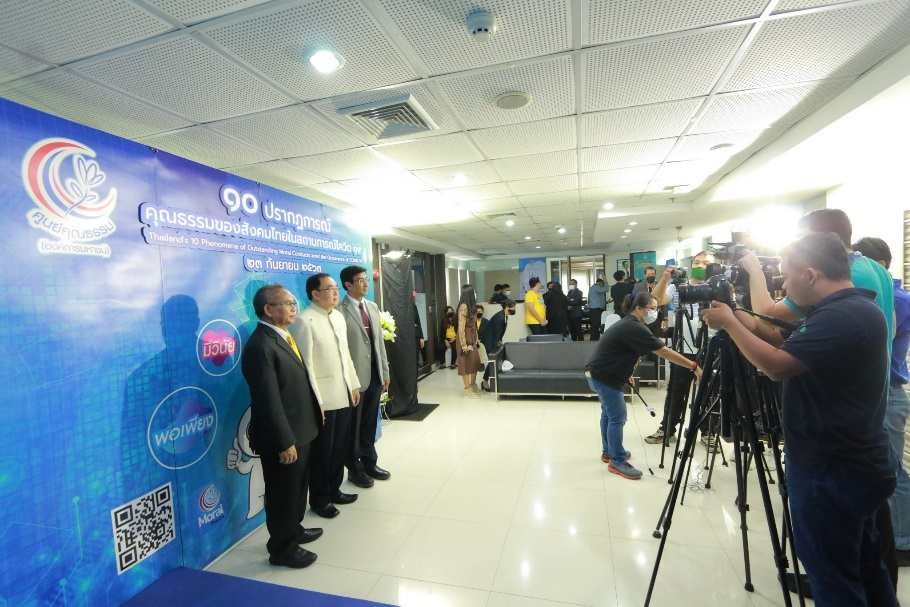 ๑๐ ปรากฏการณ์
คุณธรรมของสังคมไทยในสถานการณ์โควิด ๑๙
Thailand's 10 Phenomena of Outstanding Moral Conducts amid the Occurrence of COVID-19
๒๓ กันยายน ๒๕๖๓
ศูนย์คุณธรรม
(องค์การมหาชน)
มีวินัย
พอเพียง
Moral